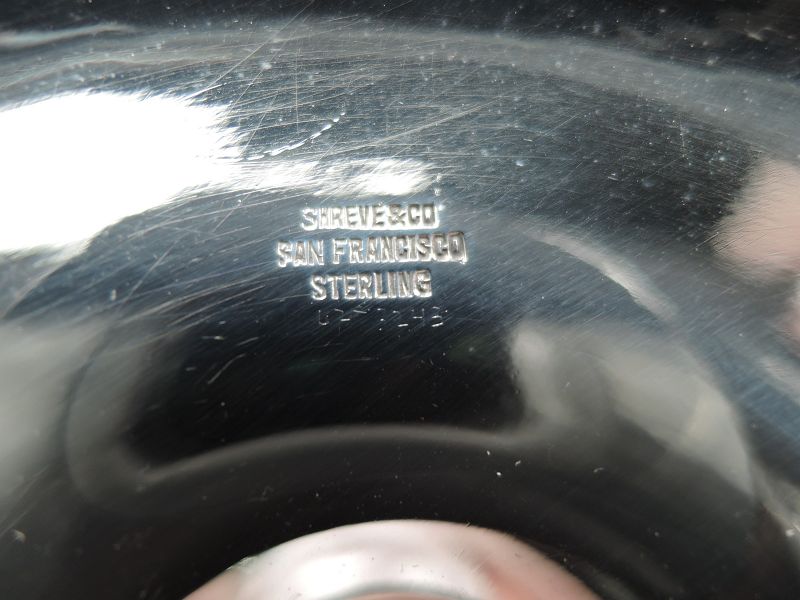 SHREVE & CO
SAN FRANCISCO,
STERLING